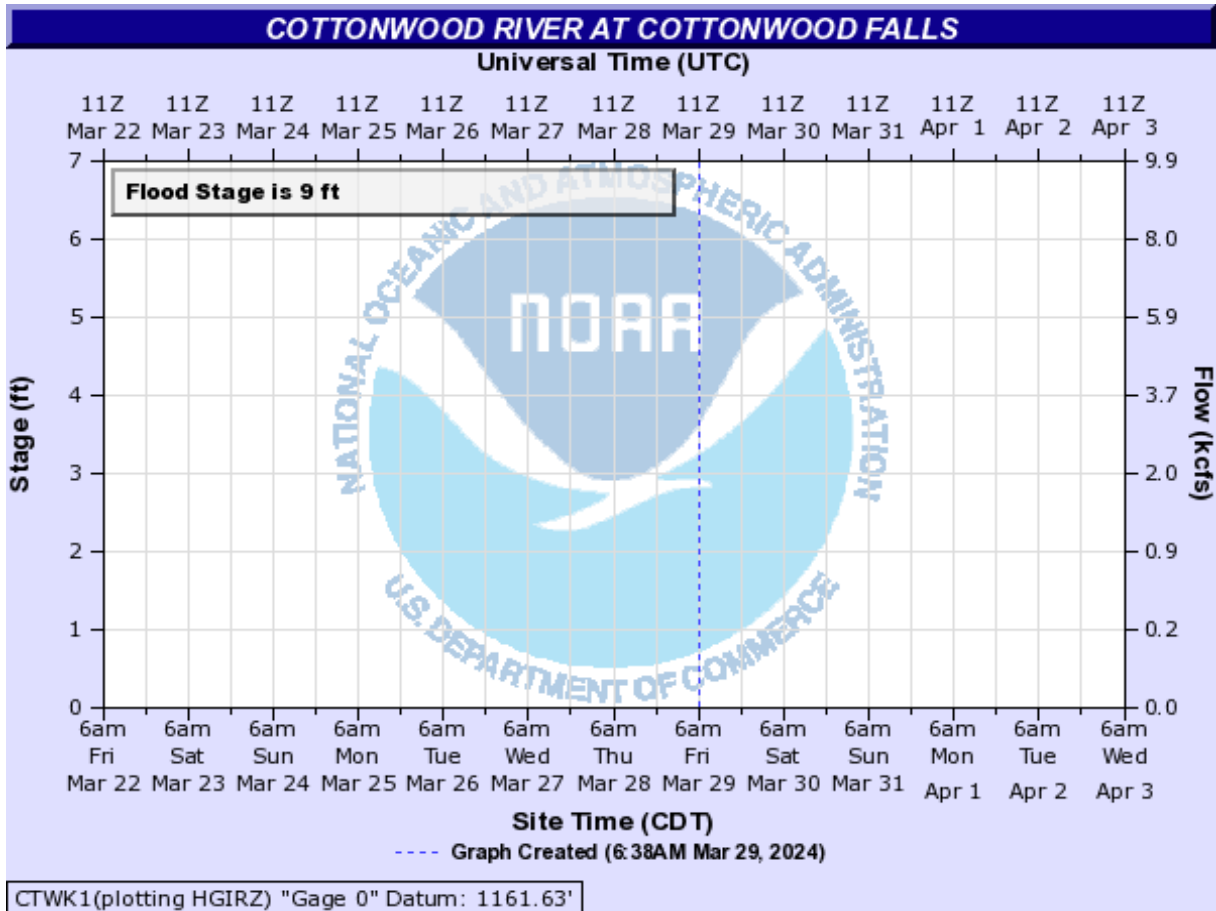 COTTONWOOD RIVER AT COTTONWOOD FALLS
Universal Time (UTC)
11Z 11Z 11Z 11Z 11Z 11Z 11Z 11Z 11Z 11Z 11Z 11Z 11Z
Mar 22 Mar 23 Mar 24 Mar 25 Mar 26 Mar 27 Mar 28 Mar 29 Mar 30 Mar 31 Apr 1 Apr 2 Apr 3
Flood Stage is 9 ft
7 9.9
6 8.0
5 5.9
4 3.7
3 2.0
2 0.9
1 0.2
0 0.0
Stage (ft)
Flow (kcfs)
NATIONAL OCEANIC AND ATMOSPHERIC ADMINISTRATION
NOAA
U.S. DEPARTMENT OF COMMERCE
6am 6am 6am 6am 6am 6am 6am 6am 6am 6am 6am 6am 6am
Fri Sat Sun Mon Tue Wed Thu Fri Sat Sun Mon Tue Wed
Mar 22 Mar 23 Mar 24 Mar 25 Mar 26 Mar 27 Mar 28 Mar 29 Mar 30 Mar 31 Apr 1 Apr 2 Apr 3
Site Time (CDT)
---- Graph Created (6:38AM Mar 29, 2024)
CTWK1(plotting HGIRZ) "Gage 0" Datum: 1161.63'